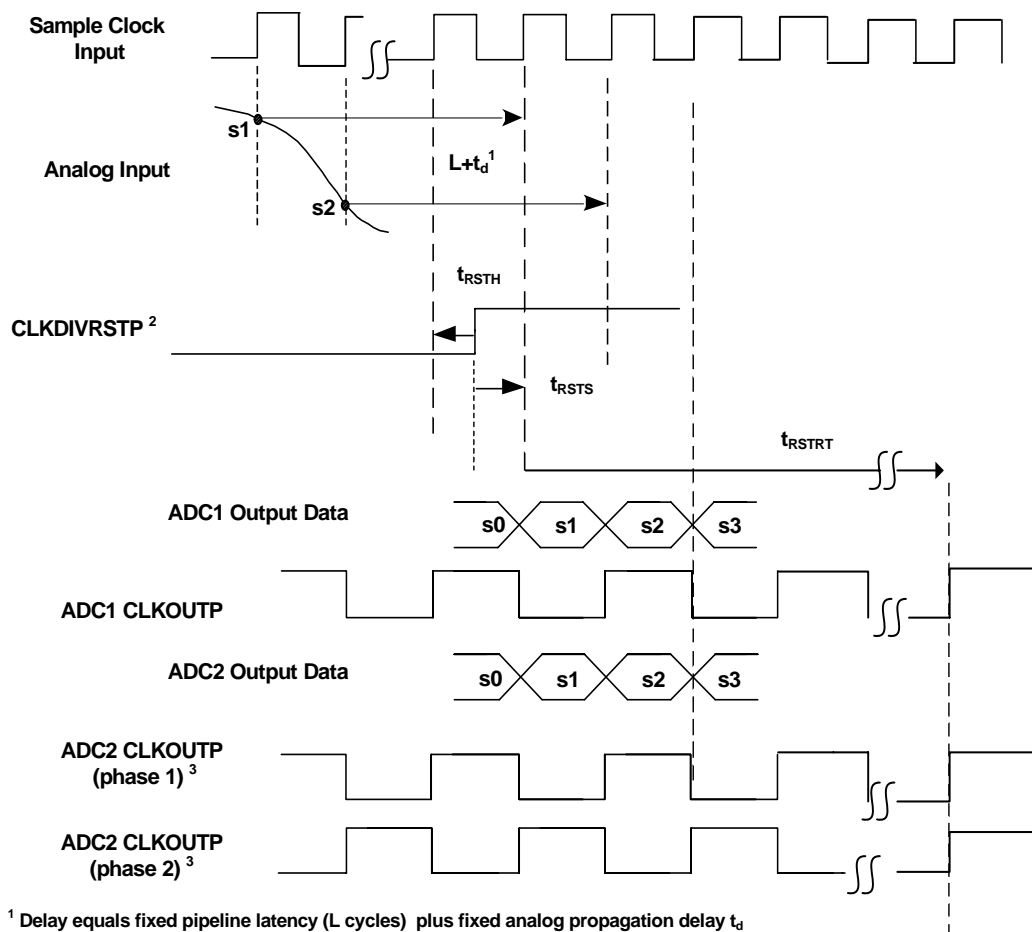 Sample Clock
Input
s1
L+td1
Analog Input
s2
tRSTH
CLKDIVRSTP 2
tRSTS
tRSTRT
ADC1 Output Data
s0 s1 s2 s3
ADC1 CLKOUTP
ADC2 Output Data
s0 s1 s2 s3
ADC2 CLKOUTP
(phase 1) 3
ADC2 CLKOUTP
(phase 2) 3
1 Delay equals fixed pipeline latency (L cycles) plus fixed analog propagation delay td